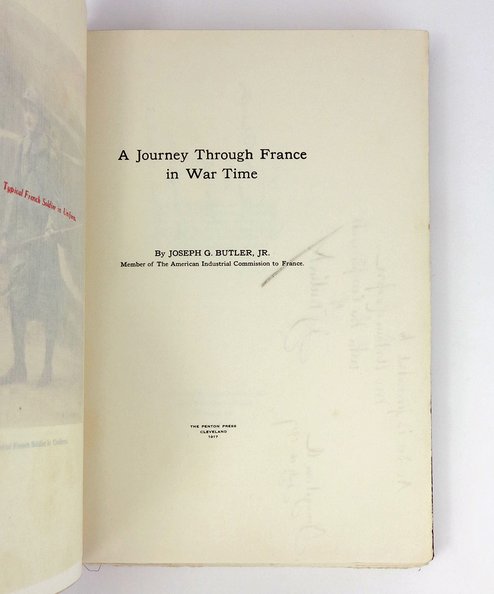 Typical French Soldier in Uniform.
A Journey Through France
in War Time
By JOSEPH G. BUTLER, JR.
Member of The American Industrial Commission to France.
THE PENTON PRESS
CLEVELAND
1917